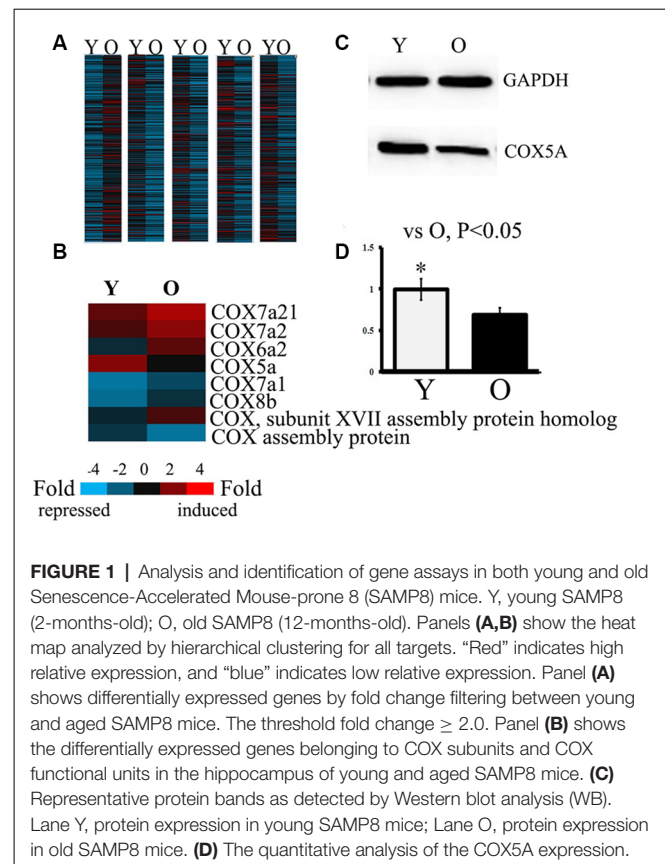 A Y O Y O Y O Y O YO
C Y O
GAPDH
COX5A
B
Y O
COX7a21
COX7a2
COX6a2
COX5a
COX7a1
COX8b
COX, subunit XVII assembly protein homolog
COX assembly protein
-4 -2 0 2 4
Fold Fold
repressed induced
D vs O, P<0.05
1.5
1
0.5
0
*
Y O
FIGURE 1 | Analysis and identification of gene assays in both young and old
Senescence-Accelerated Mouse-prone 8 (SAMP8) mice. Y, young SAMP8
(2-months-old); O, old SAMP8 (12-months-old). Panels (A,B) show the heat
map analyzed by hierarchical clustering for all targets. “Red” indicates high
relative expression, and “blue” indicates low relative expression. Panel (A)
shows differentially expressed genes by fold change filtering between young
and aged SAMP8 mice. The threshold fold change ≥ 2.0. Panel (B) shows
the differentially expressed genes belonging to COX subunits and COX
functional units in the hippocampus of young and aged SAMP8 mice. (C)
Representative protein bands as detected by Western blot analysis (WB).
Lane Y, protein expression in young SAMP8 mice; Lane O, protein expression
in old SAMP8 mice. (D) The quantitative analysis of the COX5A expression.